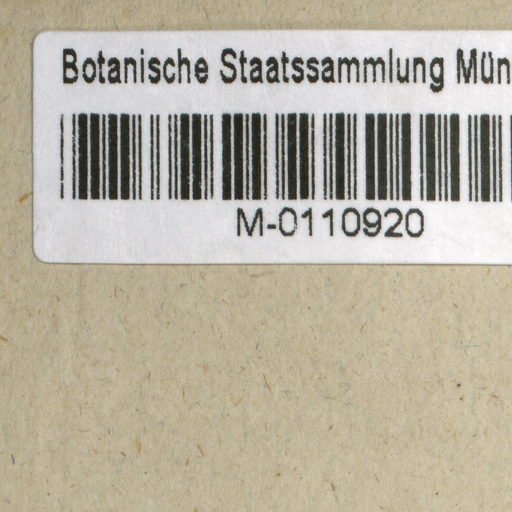 Botanische Staatssammlung Mün
M-0110920